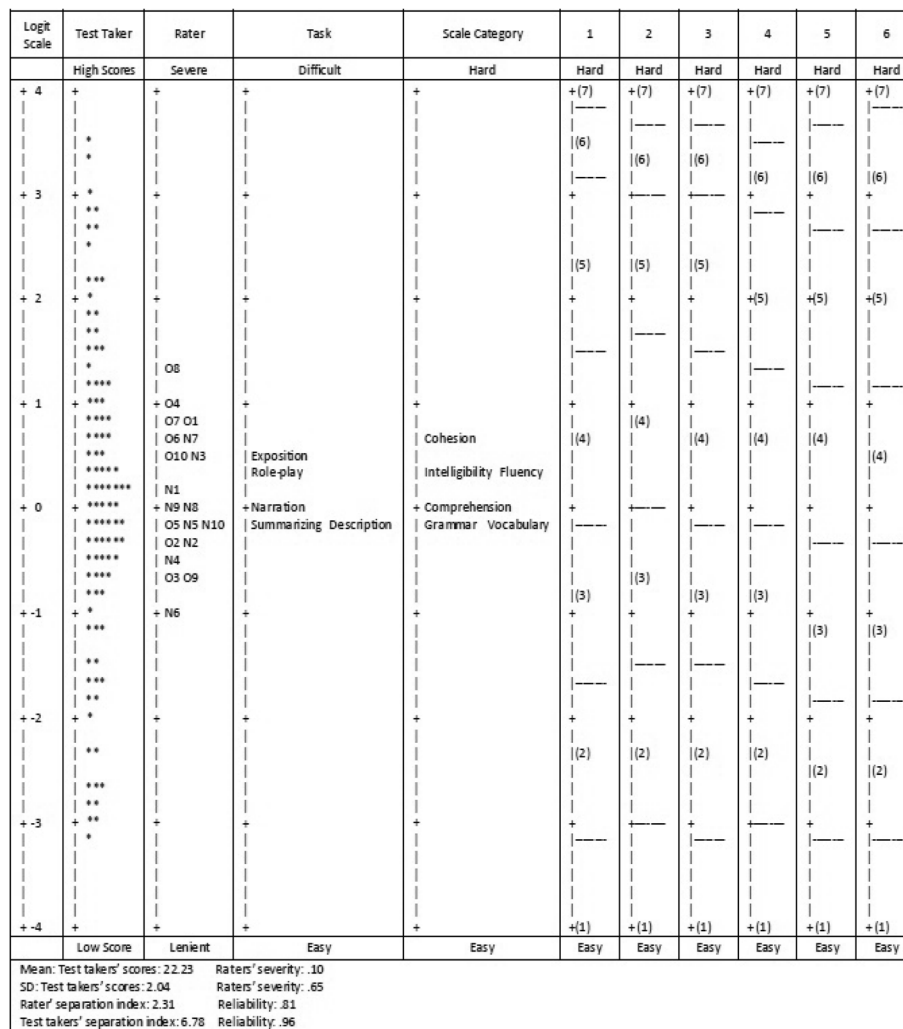 Logit Scale Test Taker Rater Task Scale Category 1 2 3 4 5 6
High Scores Severe Difficult Hard Hard Hard Hard Hard Hard Hard
+ 4 + + + + +(7) +(7) +(7) +(7) +(7) +(7)
*
(6)
*
(6) (6)
(6) (6) (6)
+ 3 + * + + + + + + + + +
**
**
*
(5) (5) (5)
***
+ 2 + * + + + + + + +(5) +(5) +(5)
**
**
***
* O8
****
+ 1 + *** + O4 + + + + + + + +
**** O7 O1 (4)
**** O6 N7 Cohesion (4) (4) (4) (4)
*** O10 N3 Exposition (4)
***** Role-play Intelligibility Fluency
******* N1
+ 0 + ***** + N9 N8 +Narration +Comprehension + + + + + +
****** O5 N5 N10 Summarizing Description Grammar Vocabulary
****** O2 N2
***** N4
**** O3 O9 (3)
*** (3) (3) (3)
+ -1 + * + N6 + + + + + + + +
*** (3) (3)
**
***
**
+ -2 + * + + + + + + + + +
** (2) (2) (2) (2)
(2) (2)
***
**
+ -3 + ** + + + + + + + + +
*
+ -4 + + + + +(1) +(1) +(1) +(1) +(1) +(1)
Low Score Lenient Easy Easy Easy Easy Easy Easy Easy Easy
Mean: Test takers' scores: 22.23 Raters' severity: .10
SD: Test takers' scores: 2.04 Raters' severity: .65
Rater' separation index: 2.31 Reliability: .81
Test takers' separation index: 6.78 Reliability: .96